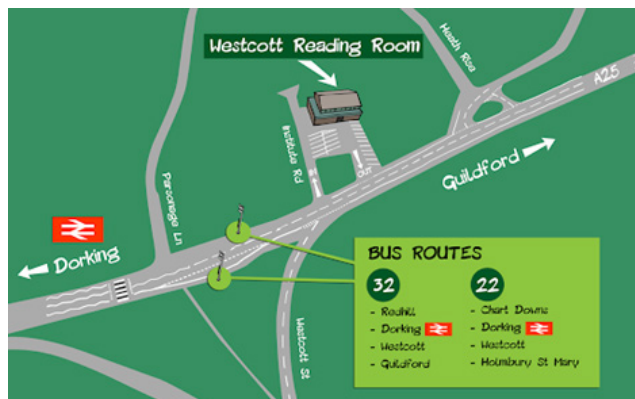 Westcott Reading Room
Heath Rise
A25
Institute Rd
IN
OUT
Guildford
Parsonage Ln
Dorking
Westcott St
BUS ROUTES
32
- Redhill
- Dorking
- Westcott
- Guildford
22
- Chart Downs
- Dorking
- Westcott
- Holmbury St Mary